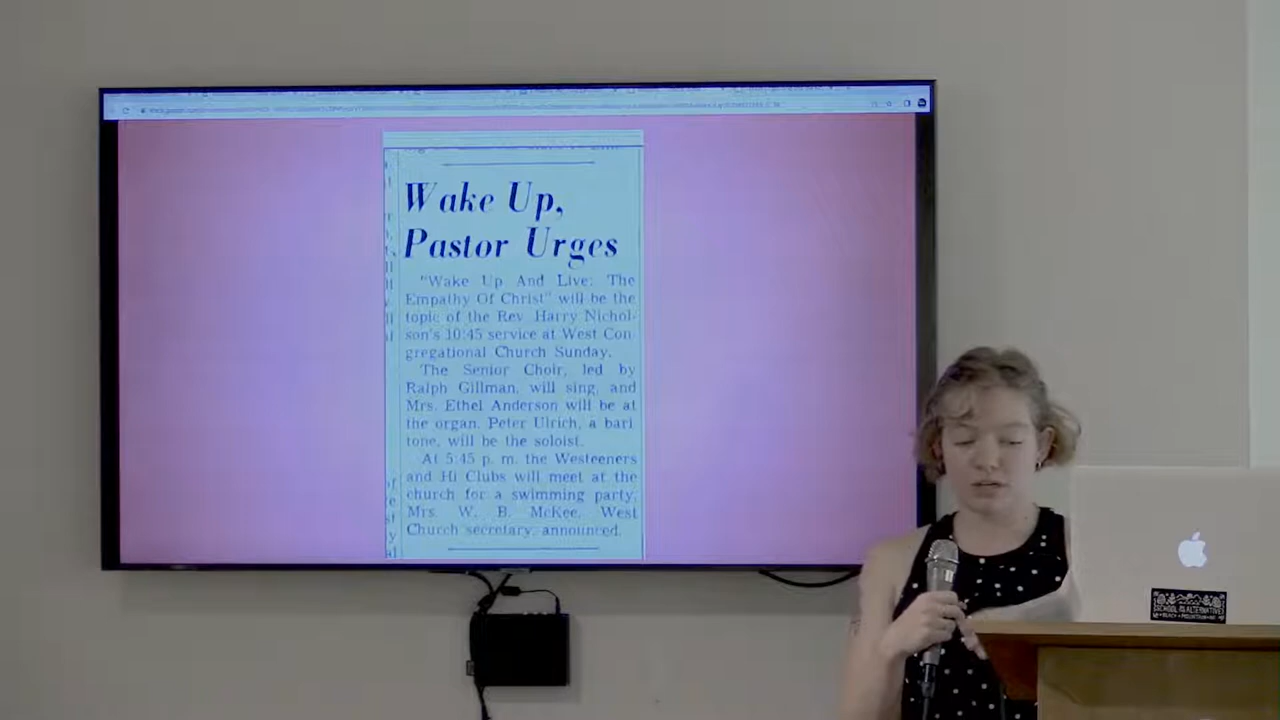 Wake Up,
Pastor Urges
"Wake Up And Live: The
Empathy Of Christ" will be the
topic of the Rev. Harry Nichol-
son's 10:45 service at West Con
gregational Church Sunday.
The Senior Choir, led by
Ralph Gillman, will sing, and
Mrs. Ethel Anderson will be at
the organ. Peter Ulrich, a bari
tone, will be the soloist.
At 5:45 p. m. the Westeeners
and Hi Clubs will meet at the
church for a swimming party,
Mrs. W. B. McKee, West
Church secretary, announced.
SCHOOL
ALTERNATIVE